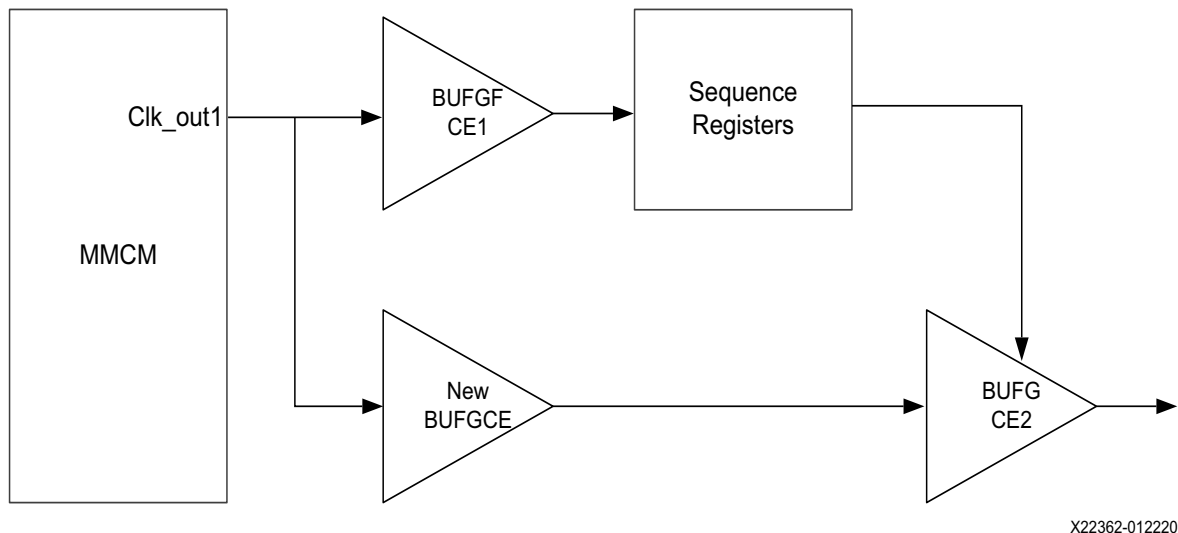 Clk_out1
MMCM
BUFGF
CE1
Sequence
Registers
New
BUFGCE
BUFG
CE2
X22362-012220